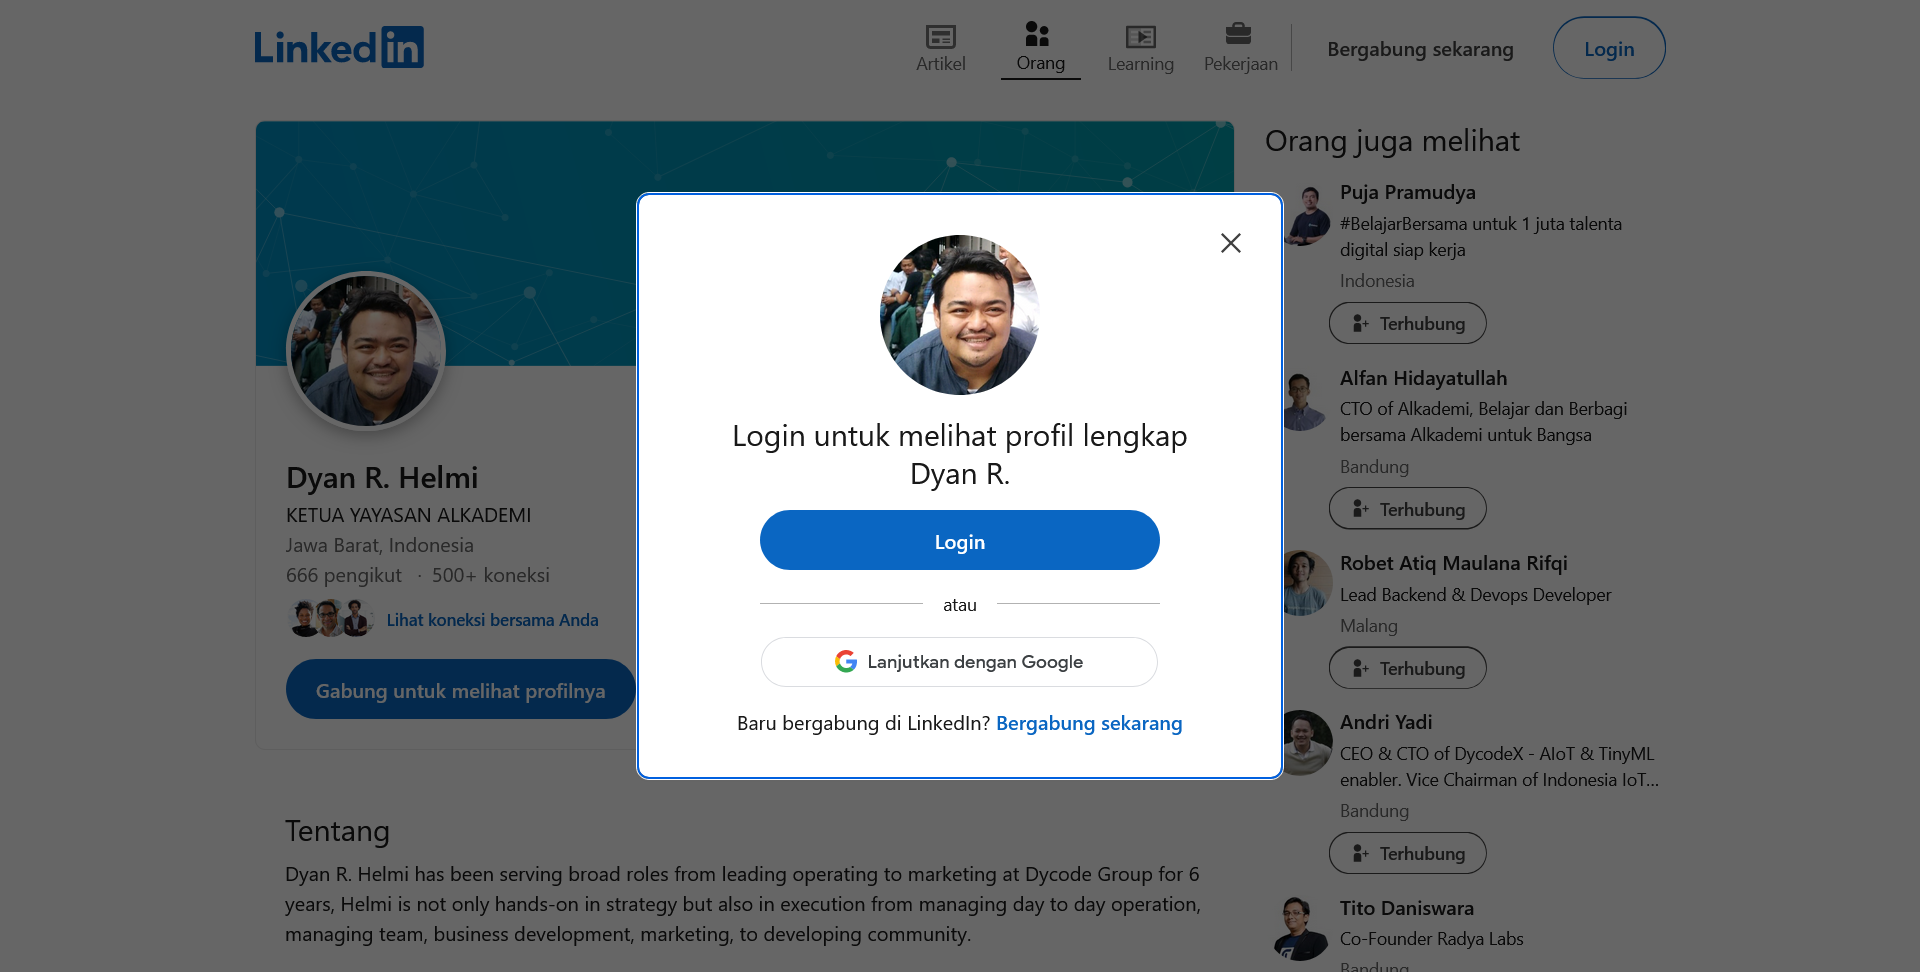 Linkedin
Artikel
Orang
Learning
Pekerjaan
Bergabung sekarang
Login
Dyan R. Helmi
KETUA YAYASAN ALKADEMI
Jawa Barat, Indonesia
666 pengikut · 500+ koneksi
Lihat koneksi bersama Anda
Gabung untuk melihat profilnya
Login untuk melihat profil lengkap
Dyan R.
Login
atau
Lanjutkan dengan Google
Baru bergabung di LinkedIn? Bergabung sekarang
Tentang
Dyan R. Helmi has been serving broad roles from leading operating to marketing at Dycode Group for 6
years, Helmi is not only hands-on in strategy but also in execution from managing day to day operation,
managing team, business development, marketing, to developing community.
Orang juga melihat
Puja Pramudya
#BelajarBersama untuk 1 juta talenta
digital siap kerja
Indonesia
Terhubung
Alfan Hidayatullah
CTO of Alkademi, Belajar dan Berbagi
bersama Alkademi untuk Bangsa
Bandung
Terhubung
Robet Atiq Maulana Rifqi
Lead Backend & Devops Developer
Malang
Terhubung
Andri Yadi
CEO & CTO of DycodeX - AIoT & TinyML
enabler. Vice Chairman of Indonesia IoT...
Bandung
Terhubung
Tito Daniswara
Co-Founder Radya Labs
Bandung